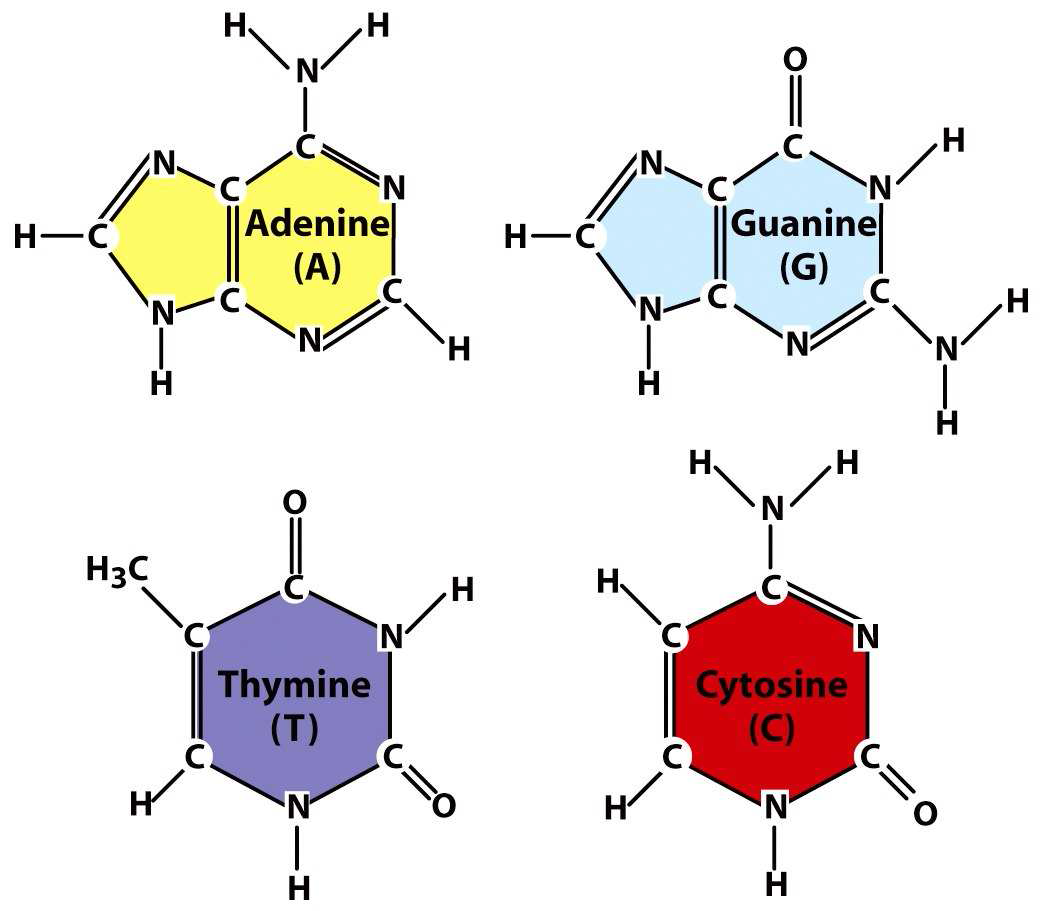 H H
N
N C N
H C C Adenine
(A)
N C N C
H H
O
C H
N C N
H C C Guanine
(G)
N C N C H
H N
H
O
H3C C H
C N
Thymine
(T)
C C
H N O
H
H H
N
H C
C N
Cytosine
(C)
C C
H N O
H